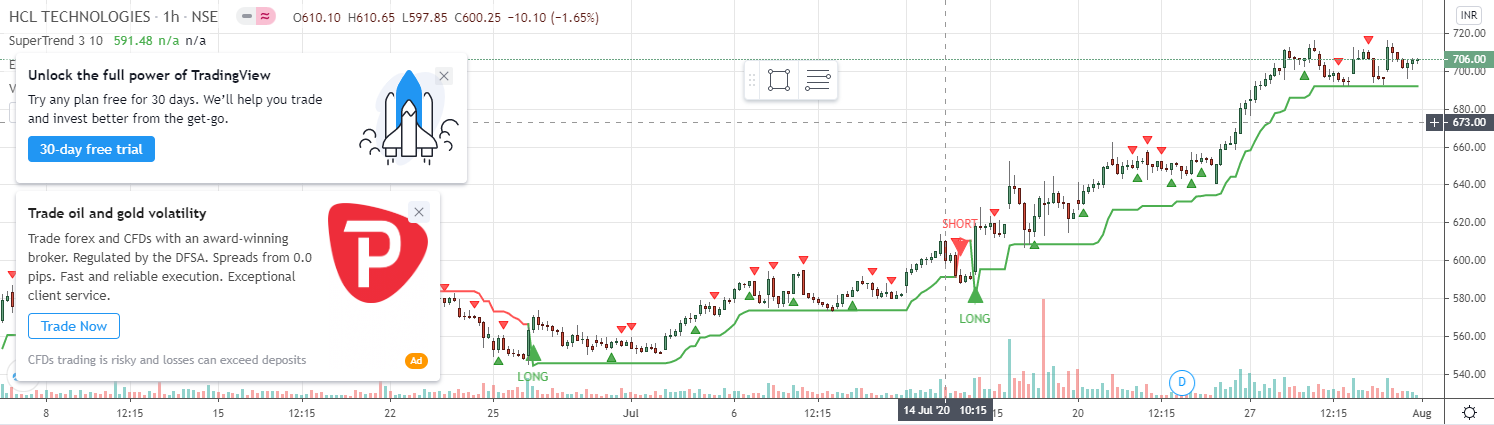 HCL TECHNOLOGIES · 1h · NSE
O610.10 H610.65 L597.85 C600.25 −10.10 (−1.65%)
INR
SuperTrend 3 10 591.48 n/a n/a
E
V
Unlock the full power of TradingView
Try any plan free for 30 days. We'll help you trade
and invest better from the get-go.
30-day free trial
Trade oil and gold volatility
Trade forex and CFDs with an award-winning
broker. Regulated by the DFSA. Spreads from 0.0
pips. Fast and reliable execution. Exceptional
client service.
P
Trade Now
CFDs trading is risky and losses can exceed deposits
Ad
LONG
SHORT
LONG
D
720.00
706.00
700.00
680.00
673.00
660.00
640.00
620.00
600.00
580.00
560.00
540.00
8 12:15 15 12:15 22 25 Jul 6 12:15 14 Jul '20 10:15 :15 20 12:15 27 12:15 Aug